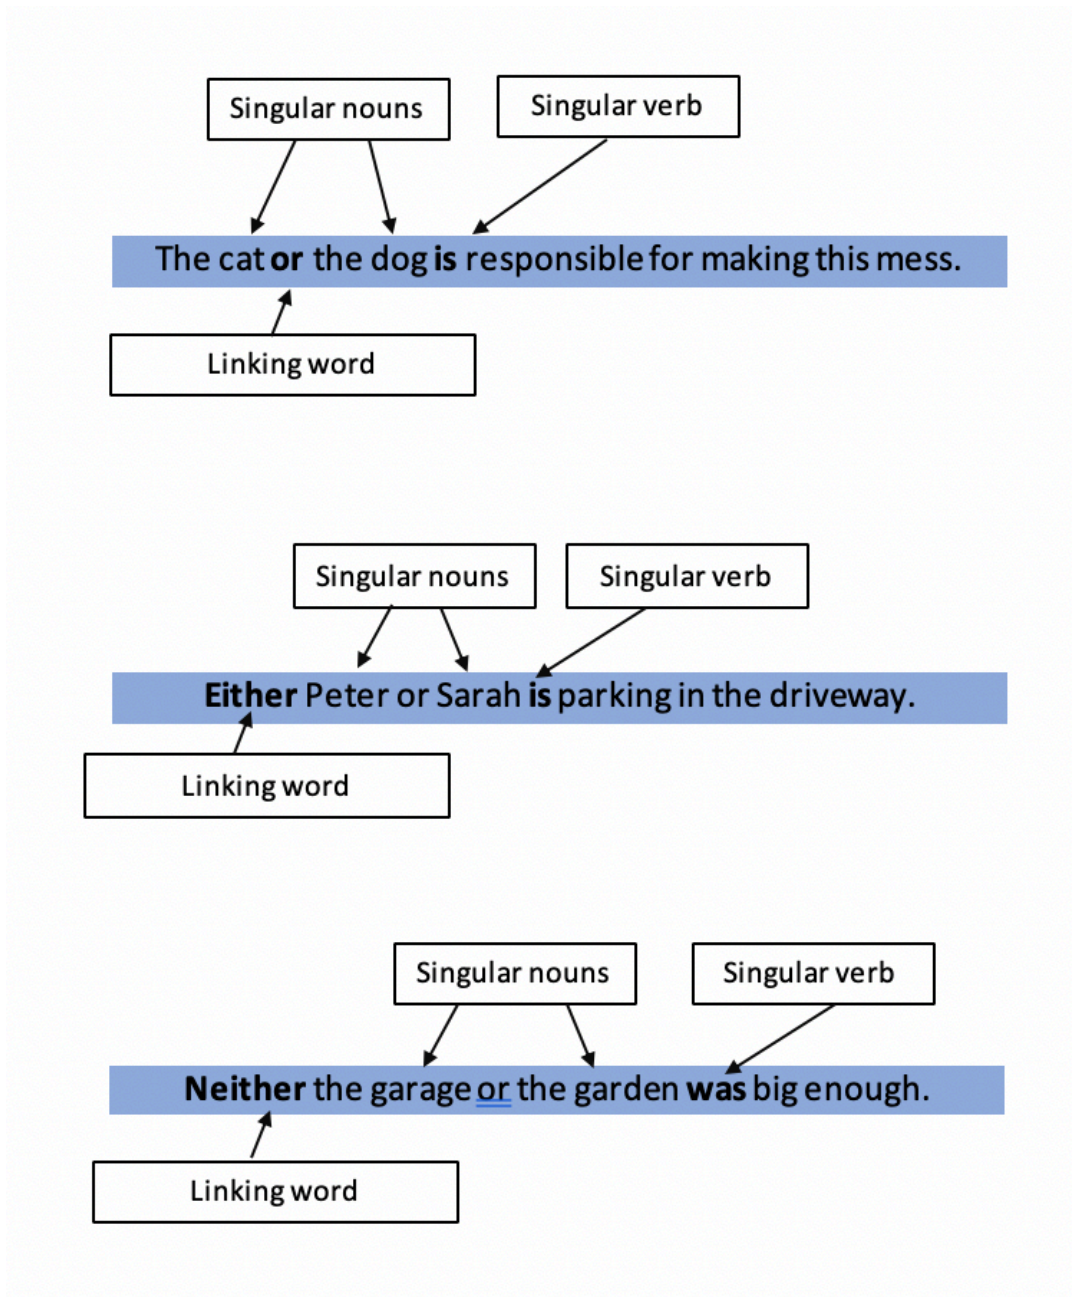 Singular nouns
Singular verb
The cat or the dog is responsible for making this mess.
Linking word
Singular nouns
Singular verb
Either Peter or Sarah is parking in the driveway.
Linking word
Singular nouns
Singular verb
Neither the garage or the garden was big enough.
Linking word